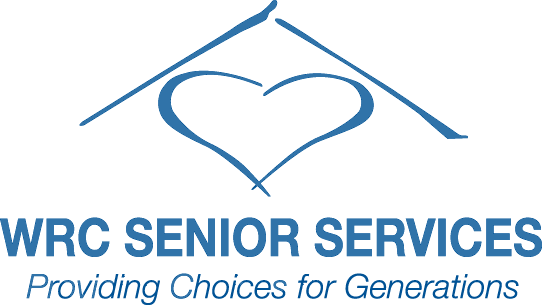 WRC SENIOR SERVICES
Providing Choices for Generations